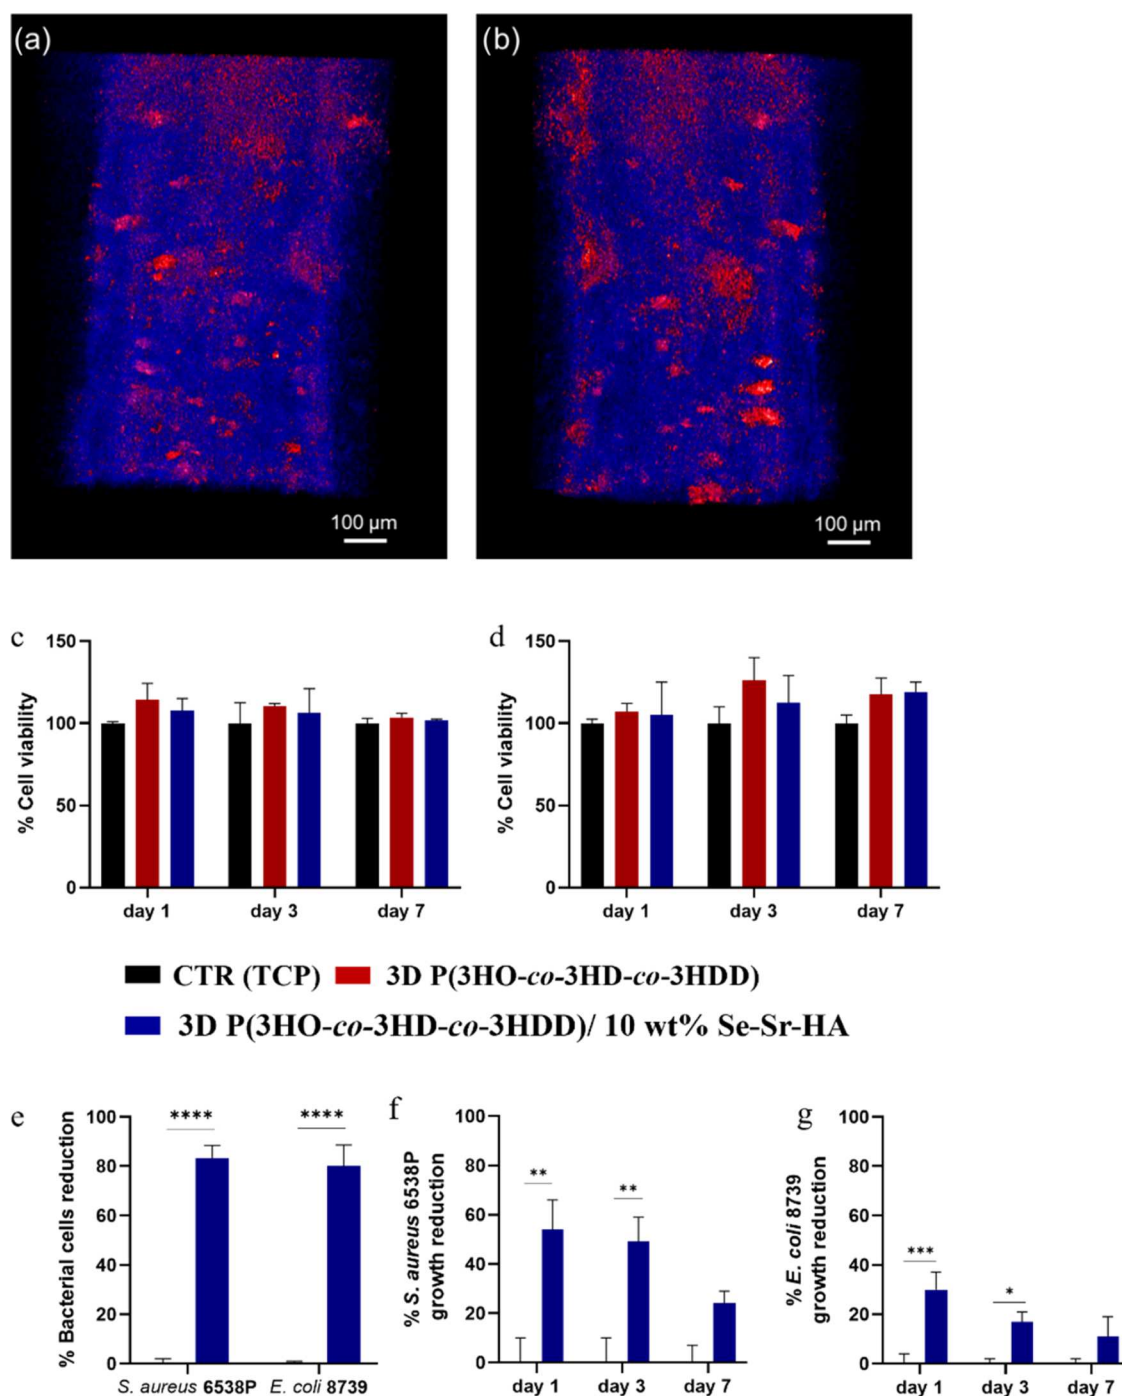 (a)
(b)
100 µm
100 µm
c
% Cell viability
150
100
50
0
day 1 day 3 day 7
d
% Cell viability
150
100
50
0
day 1 day 3 day 7
CTR (TCP) 3D P(3HO-co-3HD-co-3HDD)
3D P(3HO-co-3HD-co-3HDD)/ 10 wt% Se-Sr-HA
e
% Bacterial cells reduction
100
80
60
40
20
0
**** ****
S. aureus 6538P E. coli 8739
f
% S. aureus 6538P
growth reduction
100
80
60
40
20
0
** **
day 1 day 3 day 7
g
% E. coli 8739
growth reduction
100
80
60
40
20
0
*** *
day 1 day 3 day 7